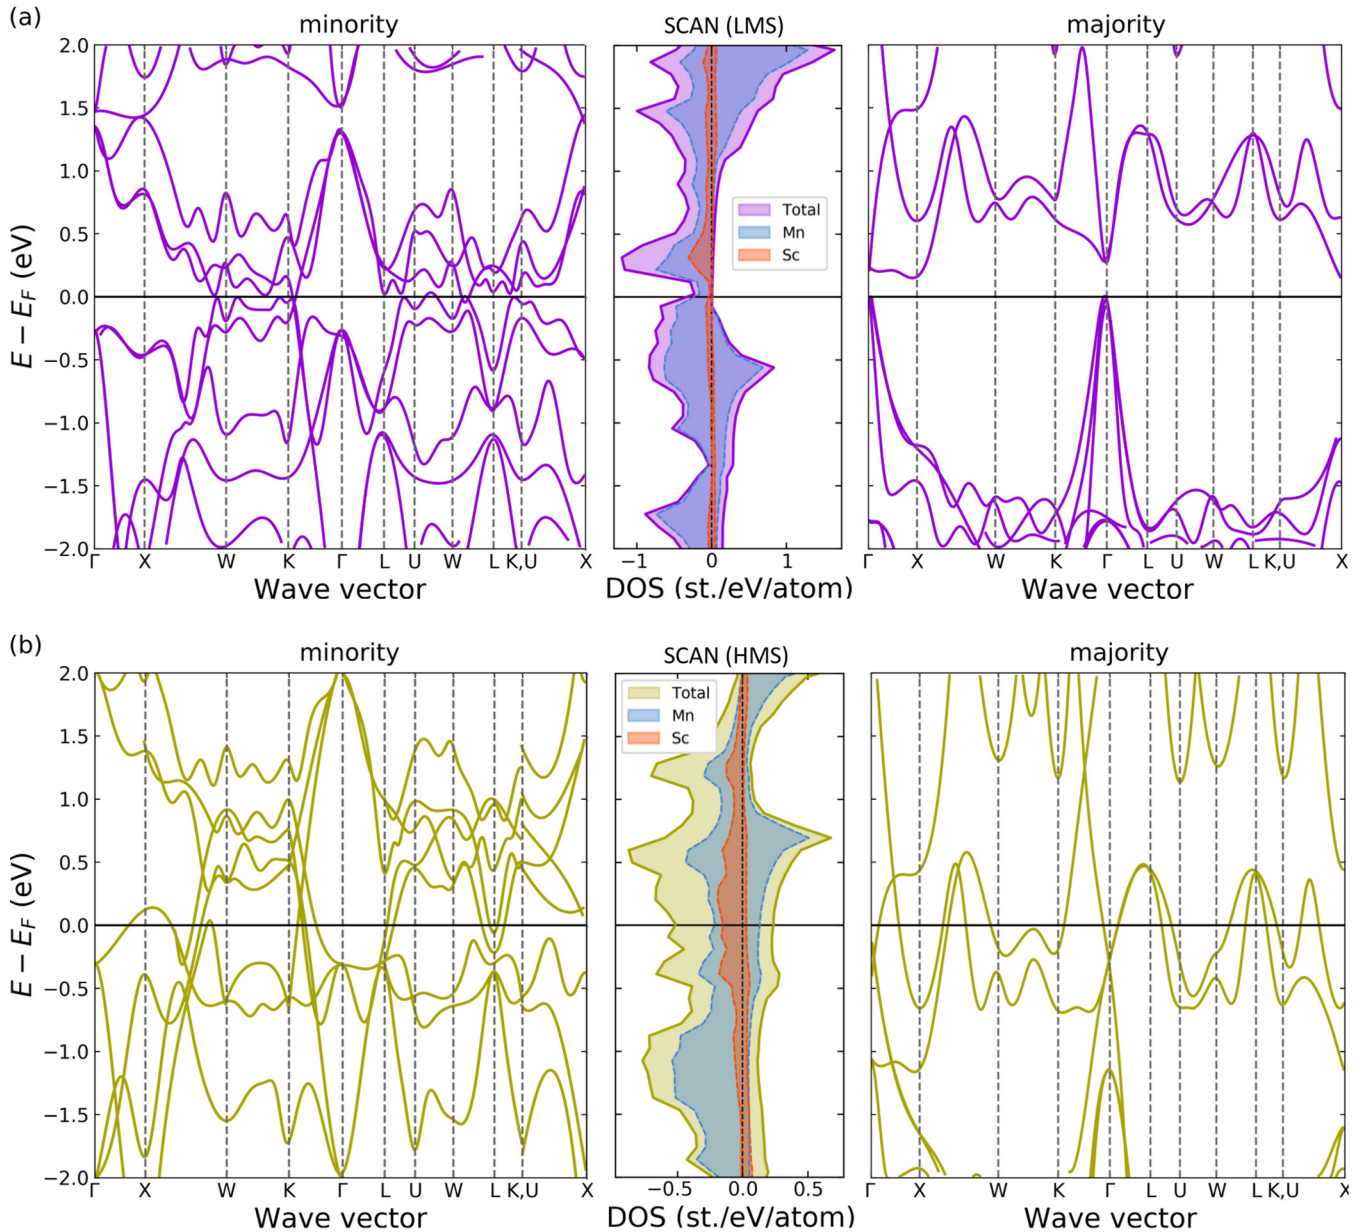 (a)
minority SCAN (LMS) majority
2.0
1.5
1.0
0.5
0.0
−0.5
−1.0
−1.5
−2.0
E − E_F (eV)
Total
Mn
Sc
Γ X W K Γ L U W L K,U X
−1 0 1
Γ X W K Γ L U W L K,U X
Wave vector DOS (st./eV/atom) Wave vector
(b)
minority SCAN (HMS) majority
2.0
1.5
1.0
0.5
0.0
−0.5
−1.0
−1.5
−2.0
E − E_F (eV)
Total
Mn
Sc
Γ X W K Γ L U W L K,U X
−0.5 0.0 0.5
Γ X W K Γ L U W L K,U X
Wave vector DOS (st./eV/atom) Wave vector